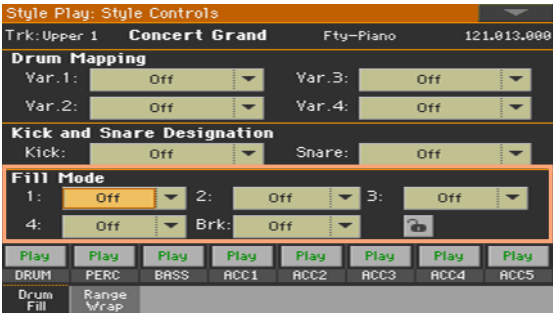 Style Play: Style Controls
Trk:Upper 1 Concert Grand Fty-Piano 121.013.000
Drum Mapping
Var.1: Off Var.3: Off
Var.2: Off Var.4: Off
Kick and Snare Designation
Kick: Off Snare: Off
Fill Mode
1: Off 2: Off 3: Off
4: Off Brk: Off
Play Play Play Play Play Play Play Play
DRUM PERC BASS ACC1 ACC2 ACC3 ACC4 ACC5
Drum Range
Fill Wrap